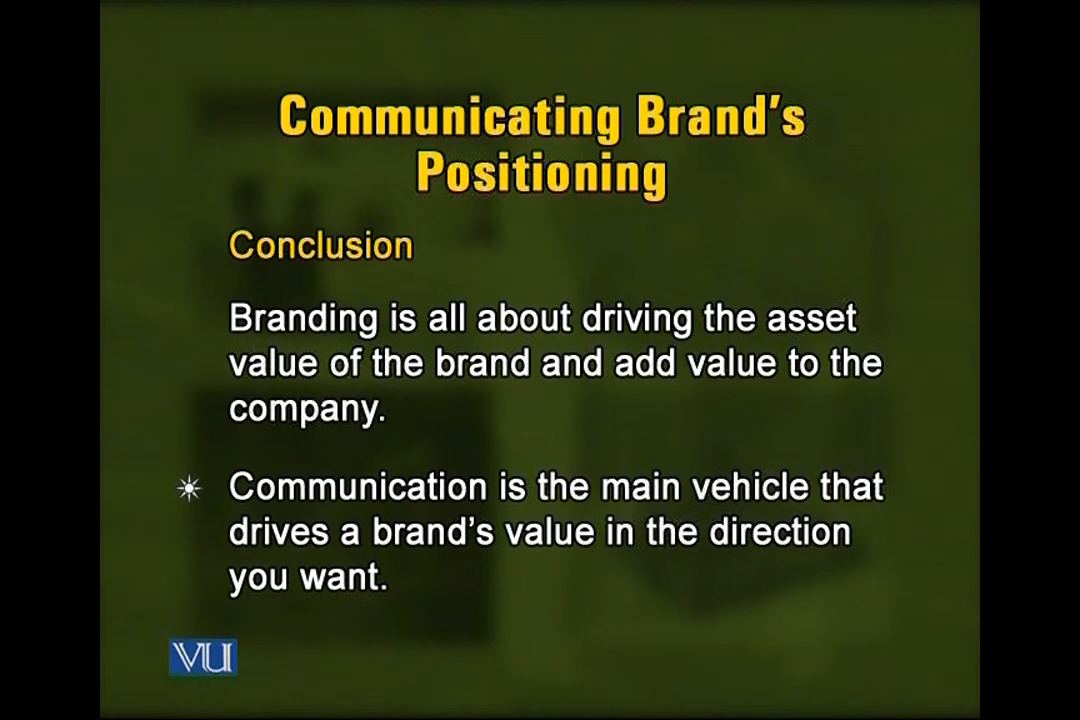 Communicating Brand's
Positioning
Conclusion
Branding is all about driving the asset
value of the brand and add value to the
company.
Communication is the main vehicle that
drives a brand's value in the direction
you want.
VU